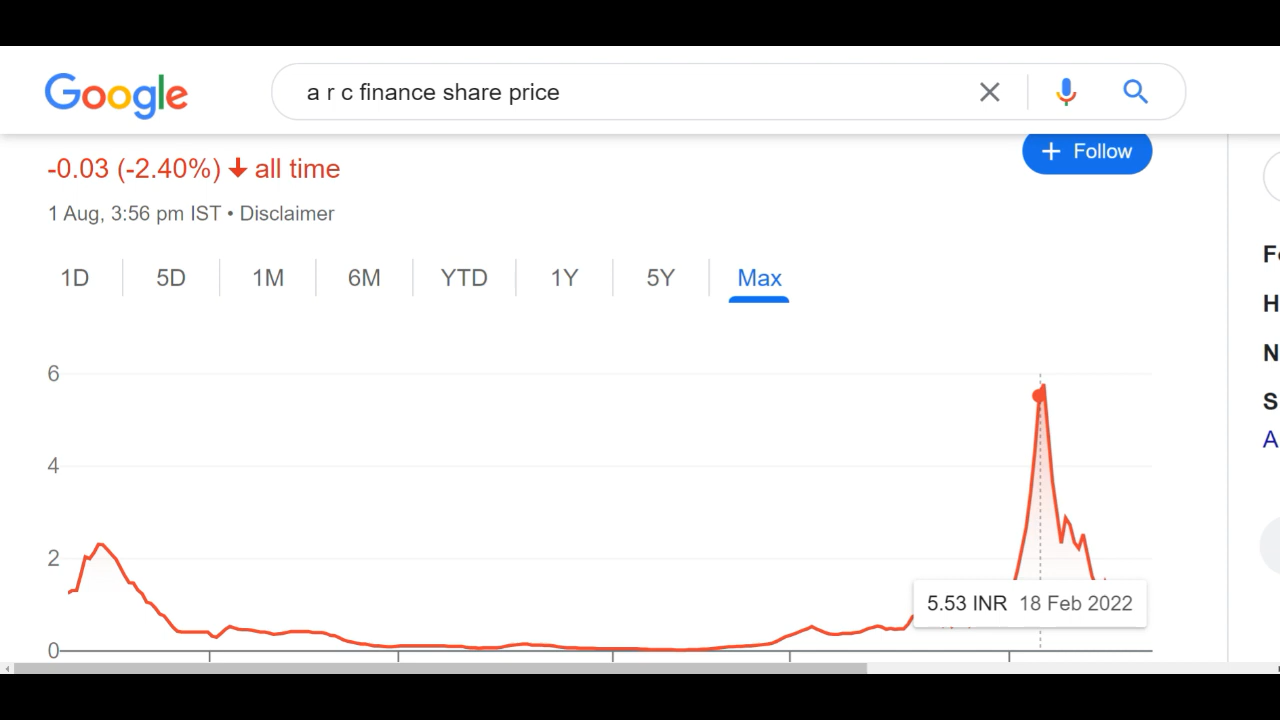 Google
a r c finance share price
-0.03 (-2.40%) all time
+ Follow
1 Aug, 3:56 pm IST • Disclaimer
1D 5D 1M 6M YTD 1Y 5Y Max
6
4
2
0
5.53 INR 18 Feb 2022
H
N
S
A